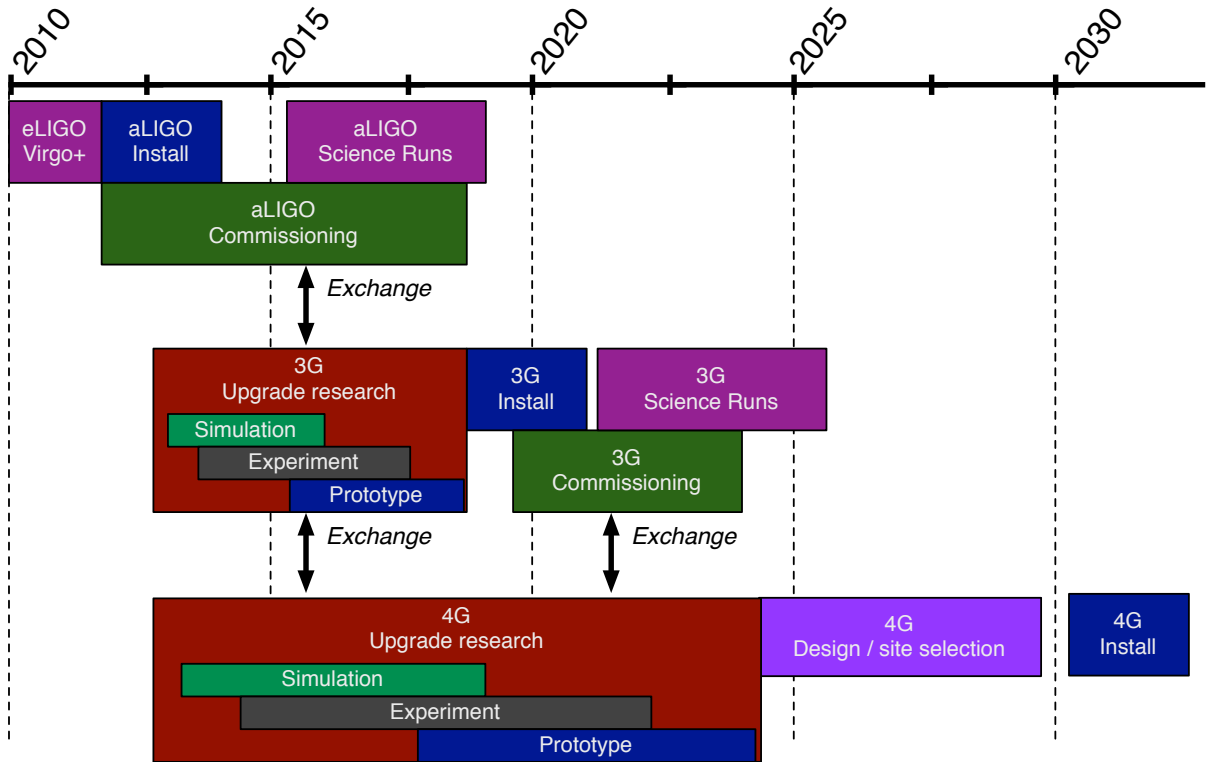 2010
2015
2020
2025
2030
eLIGO
Virgo+
aLIGO
Install
aLIGO
Science Runs
aLIGO
Commissioning
Exchange
3G
Upgrade research
Simulation
Experiment
Prototype
3G
Install
3G
Science Runs
3G
Commissioning
Exchange
Exchange
4G
Upgrade research
Simulation
Experiment
Prototype
4G
Design / site selection
4G
Install